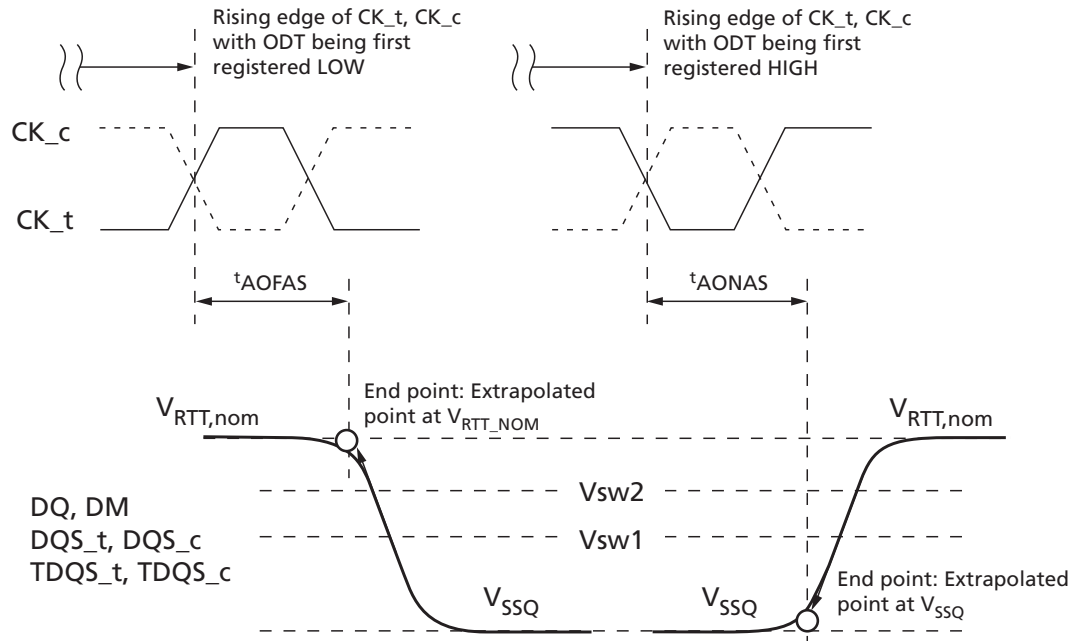 Rising edge of CK_t, CK_c
with ODT being first
registered LOW
Rising edge of CK_t, CK_c
with ODT being first
registered HIGH
CK_c
CK_t
tAOFAS
tAONAS
End point: Extrapolated
point at VRTT_NOM
VRTT,nom
VRTT,nom
Vsw2
DQ, DM
DQS_t, DQS_c
TDQS_t, TDQS_c
Vsw1
VSSQ
VSSQ
End point: Extrapolated
point at VSSQ